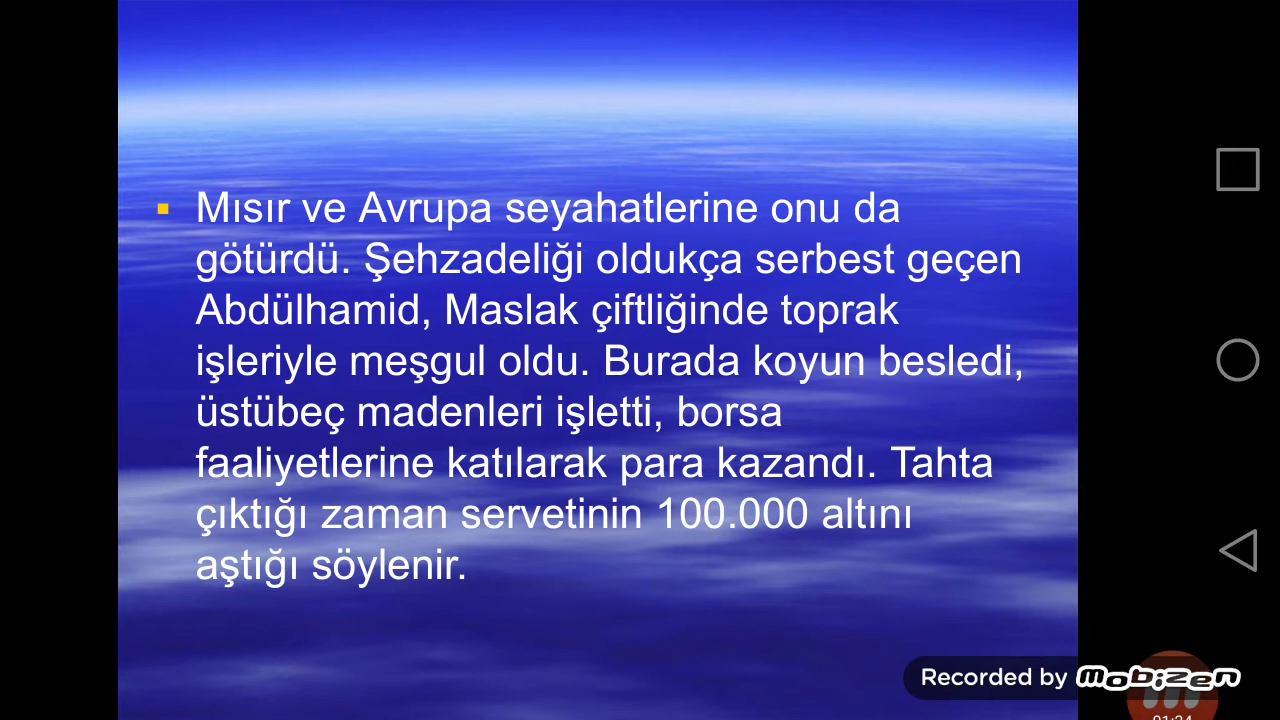 Mısır ve Avrupa seyahatlerine onu da
götürdü. Şehzadeliği oldukça serbest geçen
Abdülhamid, Maslak çiftliğinde toprak
işleriyle meşgul oldu. Burada koyun besledi,
üstübeç madenleri işletti, borsa
faaliyetlerine katılarak para kazandı. Tahta
çıktığı zaman servetinin 100.000 altını
aştığı söylenir.
Recorded by mobizen